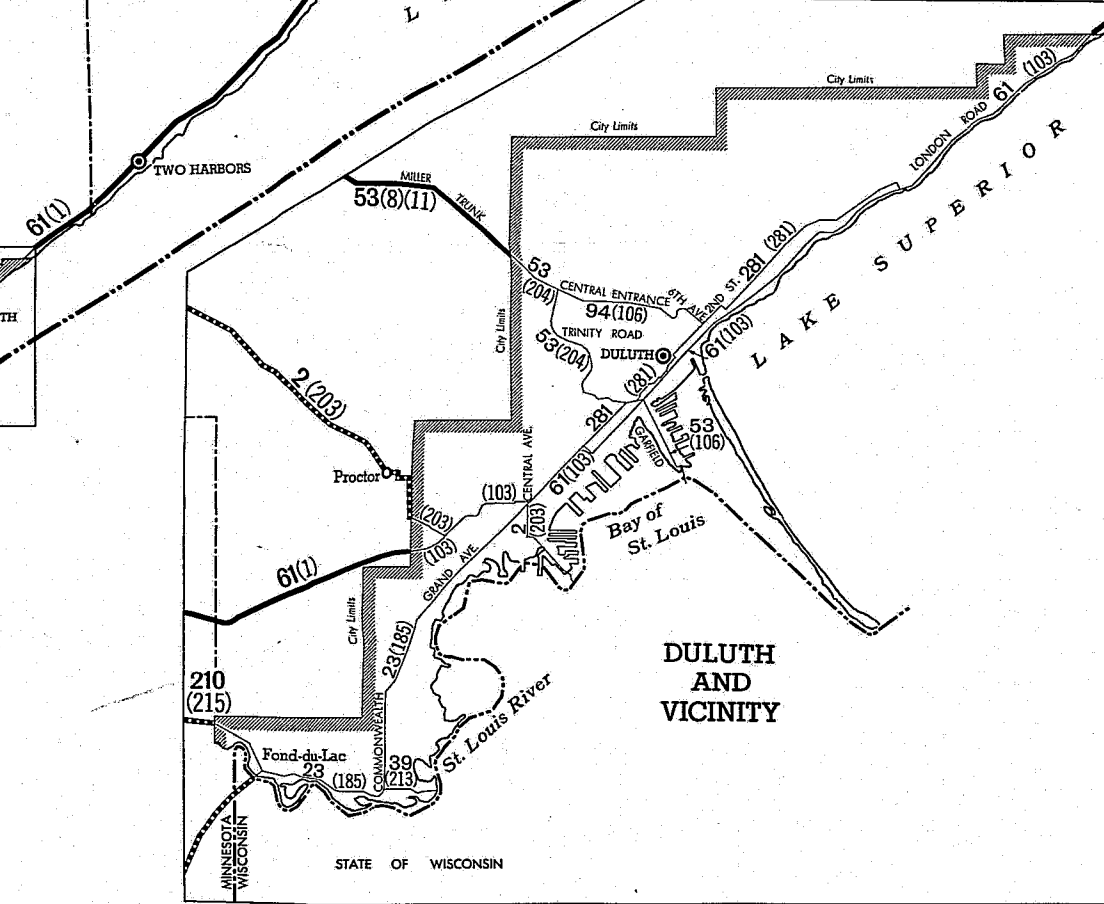 L
City Limits
(103)
61
LONDON ROAD
City Limits
TWO HARBORS
61(1)
MILLER
TRUNK
53(8)(11)
LAKE SUPERIOR
TH
53
(204)
CENTRAL ENTRANCE
6TH AVE.
2ND ST.
281 (281)
94(106)
TRINITY ROAD
53(204)
DULUTH
61(103)
City Limits
2 (203)
(281)
281
53
(106)
GARFIELD
Proctor
CENTRAL AVE.
61(103)
(103)
2
(203)
(203)
(103)
Bay of
St. Louis
61(1)
GRAND AVE.
City Limits
23(185)
DULUTH
AND
VICINITY
210
(215)
St. Louis River
COMMONWEALTH
Fond-du-Lac
23
(185)
39
(213)
MINNESOTA
WISCONSIN
STATE OF WISCONSIN